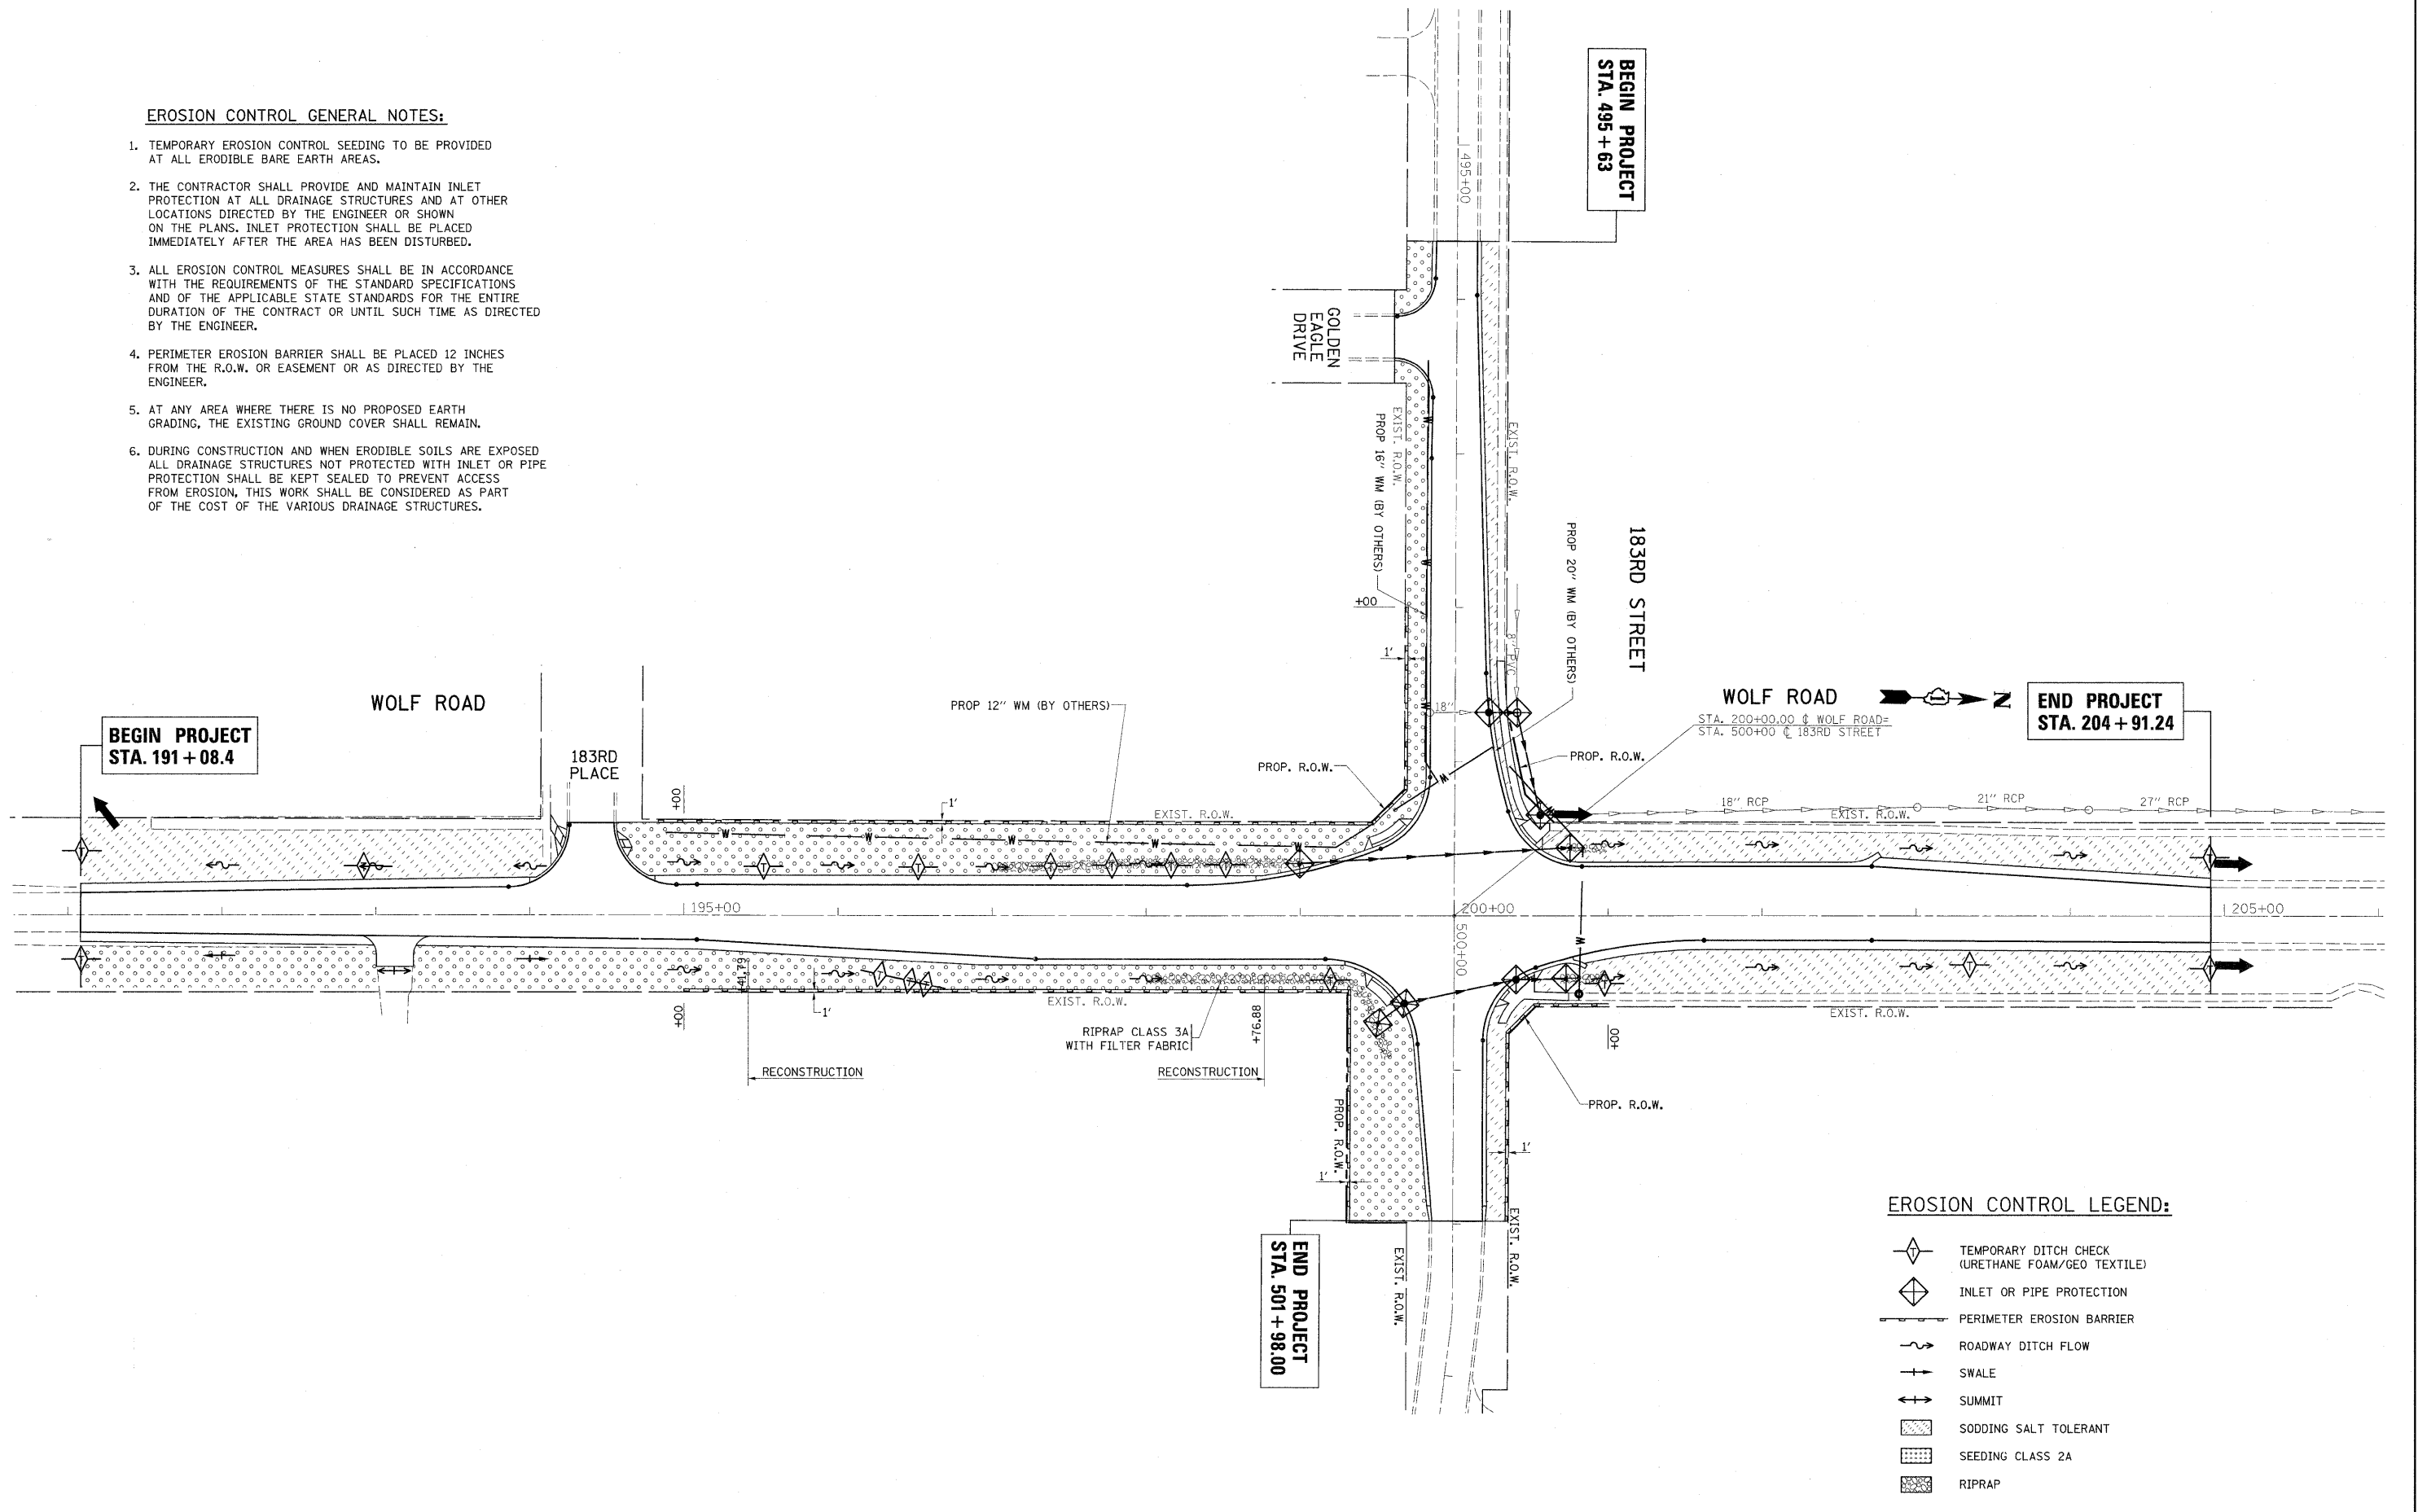 EROSION CONTROL GENERAL NOTES:
1. TEMPORARY EROSION CONTROL SEEDING TO BE PROVIDED
AT ALL ERODIBLE BARE EARTH AREAS.
2. THE CONTRACTOR SHALL PROVIDE AND MAINTAIN INLET
PROTECTION AT ALL DRAINAGE STRUCTURES AND AT OTHER
LOCATIONS DIRECTED BY THE ENGINEER OR SHOWN
ON THE PLANS. INLET PROTECTION SHALL BE PLACED
IMMEDIATELY AFTER THE AREA HAS BEEN DISTURBED.
3. ALL EROSION CONTROL MEASURES SHALL BE IN ACCORDANCE
WITH THE REQUIREMENTS OF THE STANDARD SPECIFICATIONS
AND OF THE APPLICABLE STATE STANDARDS FOR THE ENTIRE
DURATION OF THE CONTRACT OR UNTIL SUCH TIME AS DIRECTED
BY THE ENGINEER.
4. PERIMETER EROSION BARRIER SHALL BE PLACED 12 INCHES
FROM THE R.O.W. OR EASEMENT OR AS DIRECTED BY THE
ENGINEER.
5. AT ANY AREA WHERE THERE IS NO PROPOSED EARTH
GRADING, THE EXISTING GROUND COVER SHALL REMAIN.
6. DURING CONSTRUCTION AND WHEN ERODIBLE SOILS ARE EXPOSED
ALL DRAINAGE STRUCTURES NOT PROTECTED WITH INLET OR PIPE
PROTECTION SHALL BE KEPT SEALED TO PREVENT ACCESS
FROM EROSION, THIS WORK SHALL BE CONSIDERED AS PART
OF THE COST OF THE VARIOUS DRAINAGE STRUCTURES.
BEGIN PROJECT
STA. 495+63
495+00
GOLDEN
EAGLE
DRIVE
EXIST. R.O.W.
PROP 16" WM (BY OTHERS)
EXIST. R.O.W.
PROP 20" WM (BY OTHERS)
183RD STREET
+00
1'
8" PVC
18"
WOLF ROAD
BEGIN PROJECT
STA. 191+08.4
183RD
PLACE
PROP 12" WM (BY OTHERS)
PROP. R.O.W.
PROP. R.O.W.
WOLF ROAD
N
STA. 200+00.00 ℄ WOLF ROAD=
STA. 500+00 ℄ 183RD STREET
END PROJECT
STA. 204+91.24
+00
1'
EXIST. R.O.W.
18" RCP
21" RCP
27" RCP
EXIST. R.O.W.
W
W
W
W
W
195+00
200+00
205+00
500+00
+41.79
+00
1'
EXIST. R.O.W.
RIPRAP CLASS 3A
WITH FILTER FABRIC
+76.88
RECONSTRUCTION
RECONSTRUCTION
+00
EXIST. R.O.W.
PROP. R.O.W.
PROP. R.O.W.
1'
1'
EXIST. R.O.W.
EXIST. R.O.W.
END PROJECT
STA. 501+98.00
EROSION CONTROL LEGEND:
TEMPORARY DITCH CHECK
(URETHANE FOAM/GEO TEXTILE)
INLET OR PIPE PROTECTION
PERIMETER EROSION BARRIER
ROADWAY DITCH FLOW
SWALE
SUMMIT
SODDING SALT TOLERANT
SEEDING CLASS 2A
RIPRAP